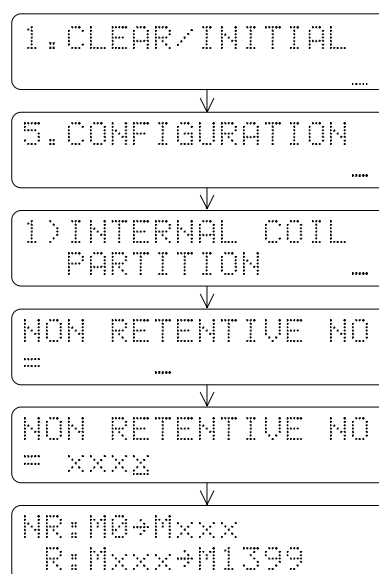 1.CLEAR/INITIAL
5.CONFIGURATION
1)INTERNAL COIL
PARTITION
NON RETENTIVE NO
=
NON RETENTIVE NO
= xxxx
NR:M0→Mxxx
R:Mxxx→M1399